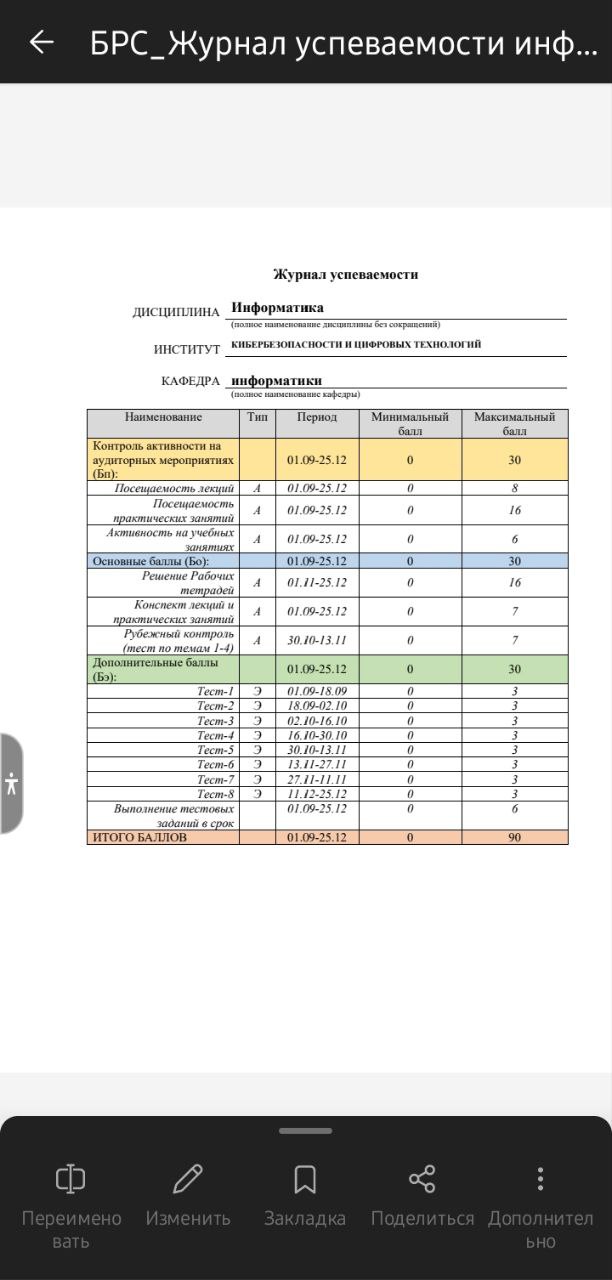 БРС_Журнал успеваемости инф...
Журнал успеваемости
ДИСЦИПЛИНА Информатика
(полное наименование дисциплины без сокращений)
ИНСТИТУТ КИБЕРБЕЗОПАСНОСТИ И ЦИФРОВЫХ ТЕХНОЛОГИЙ
КАФЕДРА информатики
(полное наименование кафедры)
Наименование Тип Период Минимальный балл Максимальный балл
Контроль активности на аудиторных мероприятиях (Бп): 01.09-25.12 0 30
Посещаемость лекций А 01.09-25.12 0 8
Посещаемость практических занятий А 01.09-25.12 0 16
Активность на учебных занятиях А 01.09-25.12 0 6
Основные баллы (Бо): 01.09-25.12 0 30
Решение Рабочих тетрадей А 01.11-25.12 0 16
Конспект лекций и практических занятий А 01.09-25.12 0 7
Рубежный контроль (тест по темам 1-4) А 30.10-13.11 0 7
Дополнительные баллы (Бэ): 01.09-25.12 0 30
Тест-1 Э 01.09-18.09 0 3
Тест-2 Э 18.09-02.10 0 3
Тест-3 Э 02.10-16.10 0 3
Тест-4 Э 16.10-30.10 0 3
Тест-5 Э 30.10-13.11 0 3
Тест-6 Э 13.11-27.11 0 3
Тест-7 Э 27.11-11.11 0 3
Тест-8 Э 11.12-25.12 0 3
Выполнение тестовых заданий в срок 01.09-25.12 0 6
ИТОГО БАЛЛОВ 01.09-25.12 0 90
Переимено
вать
Изменить
Закладка
Поделиться
Дополнител
ьно